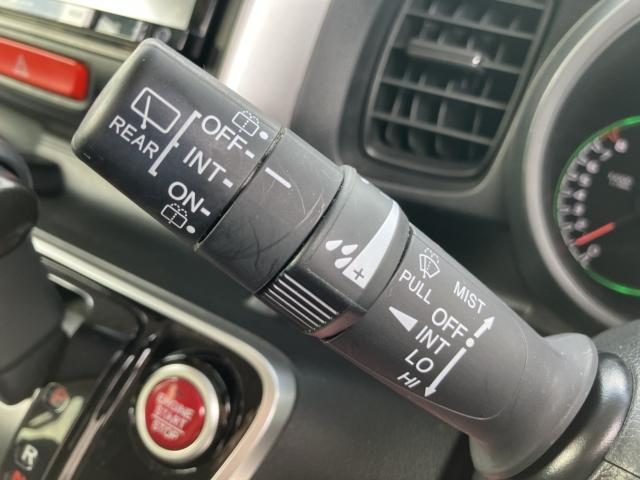 REAR
OFF
INT
ON
PULL
MIST
OFF
INT
LO
HI
ENGINE
START
STOP
R